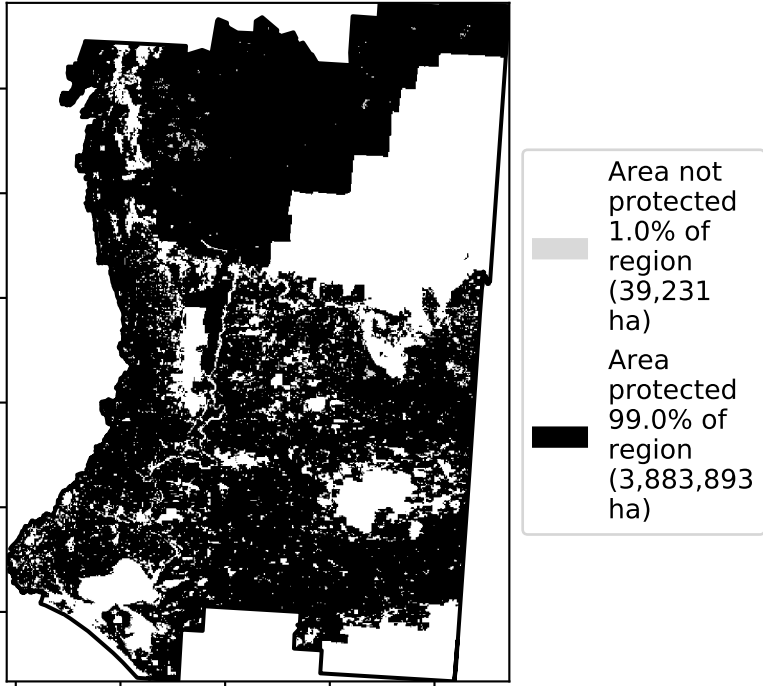 Area not
protected
1.0% of
region
(39,231
ha)
Area
protected
99.0% of
region
(3,883,893
ha)